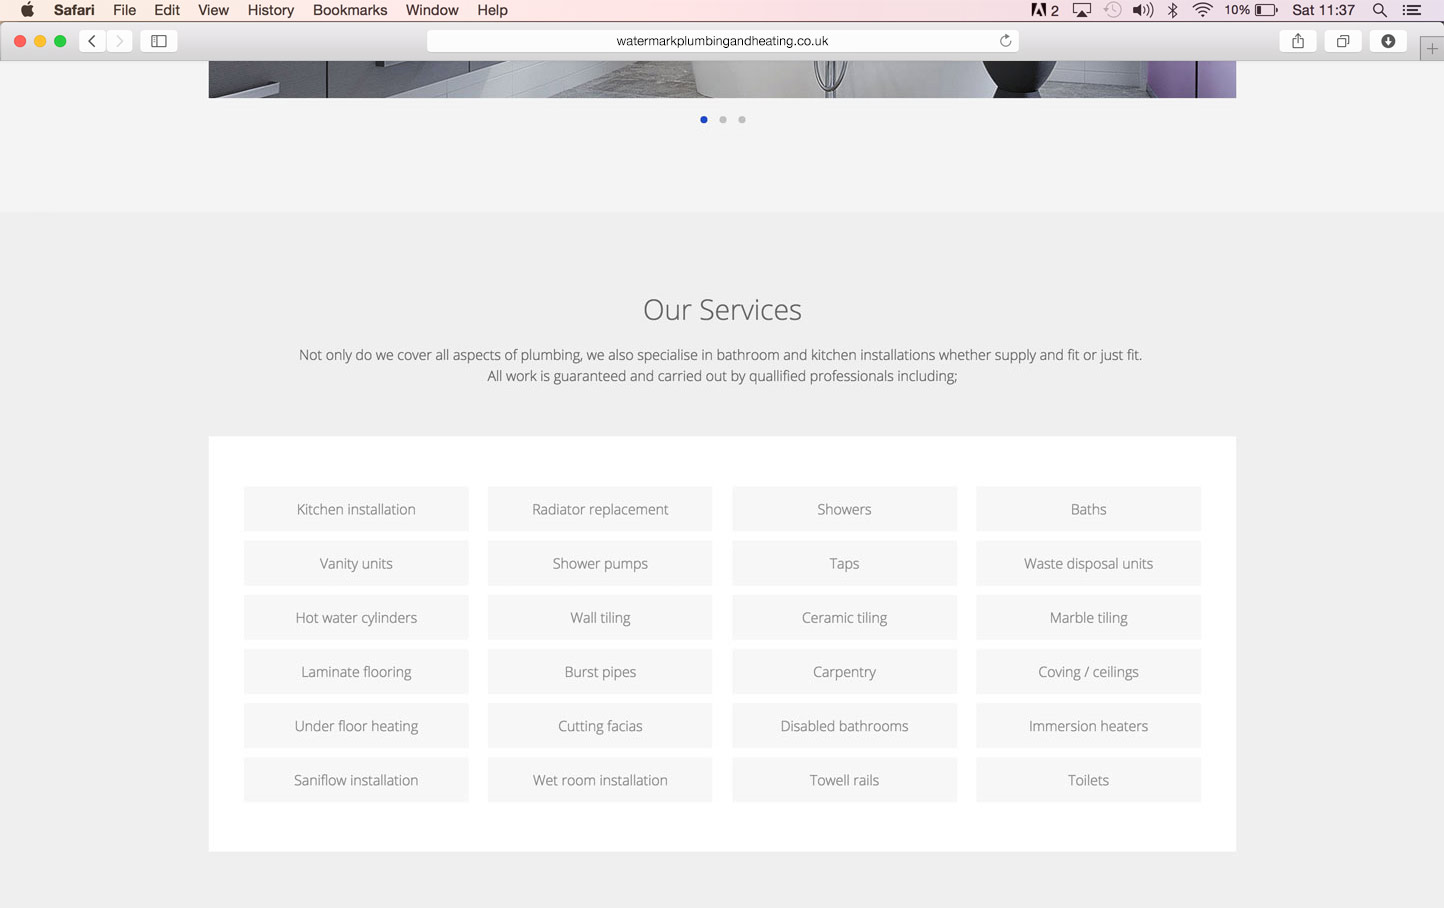 Safari File Edit View History Bookmarks Window Help 2 10% Sat 11:37
watermarkplumbingandheating.co.uk
Our Services
Not only do we cover all aspects of plumbing, we also specialise in bathroom and kitchen installations whether supply and fit or just fit.
All work is guaranteed and carried out by quallified professionals including;
Kitchen installation Radiator replacement Showers Baths
Vanity units Shower pumps Taps Waste disposal units
Hot water cylinders Wall tiling Ceramic tiling Marble tiling
Laminate flooring Burst pipes Carpentry Coving / ceilings
Under floor heating Cutting facias Disabled bathrooms Immersion heaters
Saniflow installation Wet room installation Towell rails Toilets